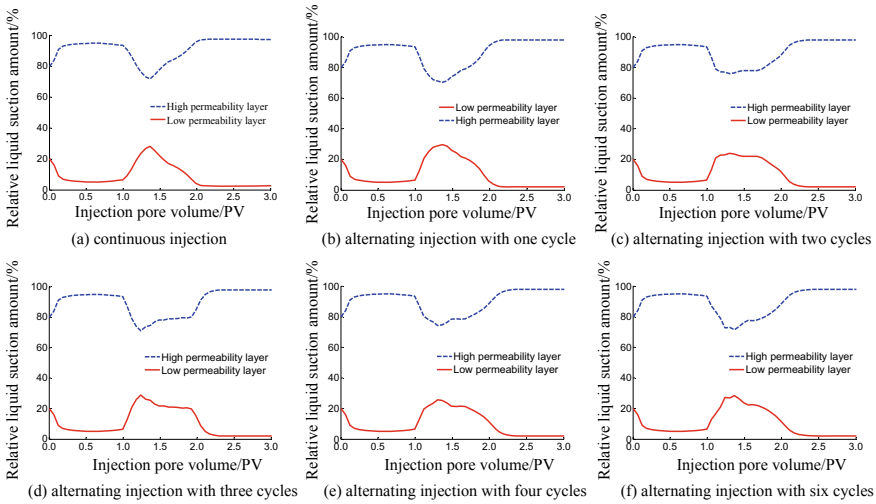 Relative liquid suction amount/%
100
80
60
40
20
0
High permeability layer
Low permeability layer
0.0 0.5 1.0 1.5 2.0 2.5 3.0
Injection pore volume/PV
(a) continuous injection
Relative liquid suction amount/%
100
80
60
40
20
0
Low permeability layer
High permeability layer
0.0 0.5 1.0 1.5 2.0 2.5 3.0
Injection pore volume/PV
(b) alternating injection with one cycle
Relative liquid suction amount/%
100
80
60
40
20
0
High permeability layer
Low permeability layer
0.0 0.5 1.0 1.5 2.0 2.5 3.0
Injection pore volume/PV
(c) alternating injection with two cycles
Relative liquid suction amount/%
100
80
60
40
20
0
High permeability layer
Low permeability layer
0.0 0.5 1.0 1.5 2.0 2.5 3.0
Injection pore volume/PV
(d) alternating injection with three cycles
Relative liquid suction amount/%
100
80
60
40
20
0
High permeability layer
Low permeability layer
0.0 0.5 1.0 1.5 2.0 2.5 3.0
Injection pore volume/PV
(e) alternating injection with four cycles
Relative liquid suction amount/%
100
80
60
40
20
0
High permeability layer
Low permeability layer
0.0 0.5 1.0 1.5 2.0 2.5 3.0
Injection pore volume/PV
(f) alternating injection with six cycles